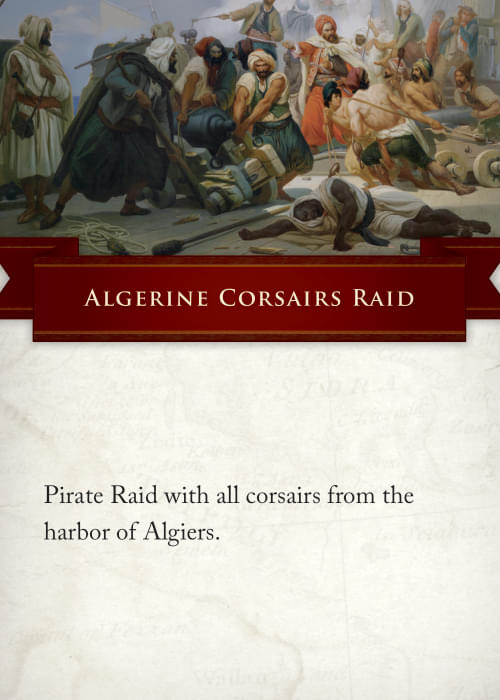 Algerine Corsairs Raid
Pirate Raid with all corsairs from the
harbor of Algiers.